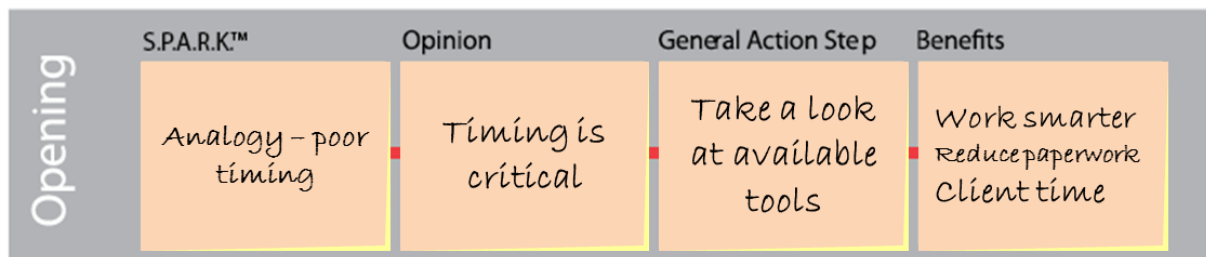 Opening
S.P.A.R.K.™
Analogy – poor
timing
Opinion
Timing is
critical
General Action Step
Take a look
at available
tools
Benefits
Work smarter
Reduce paperwork
Client time